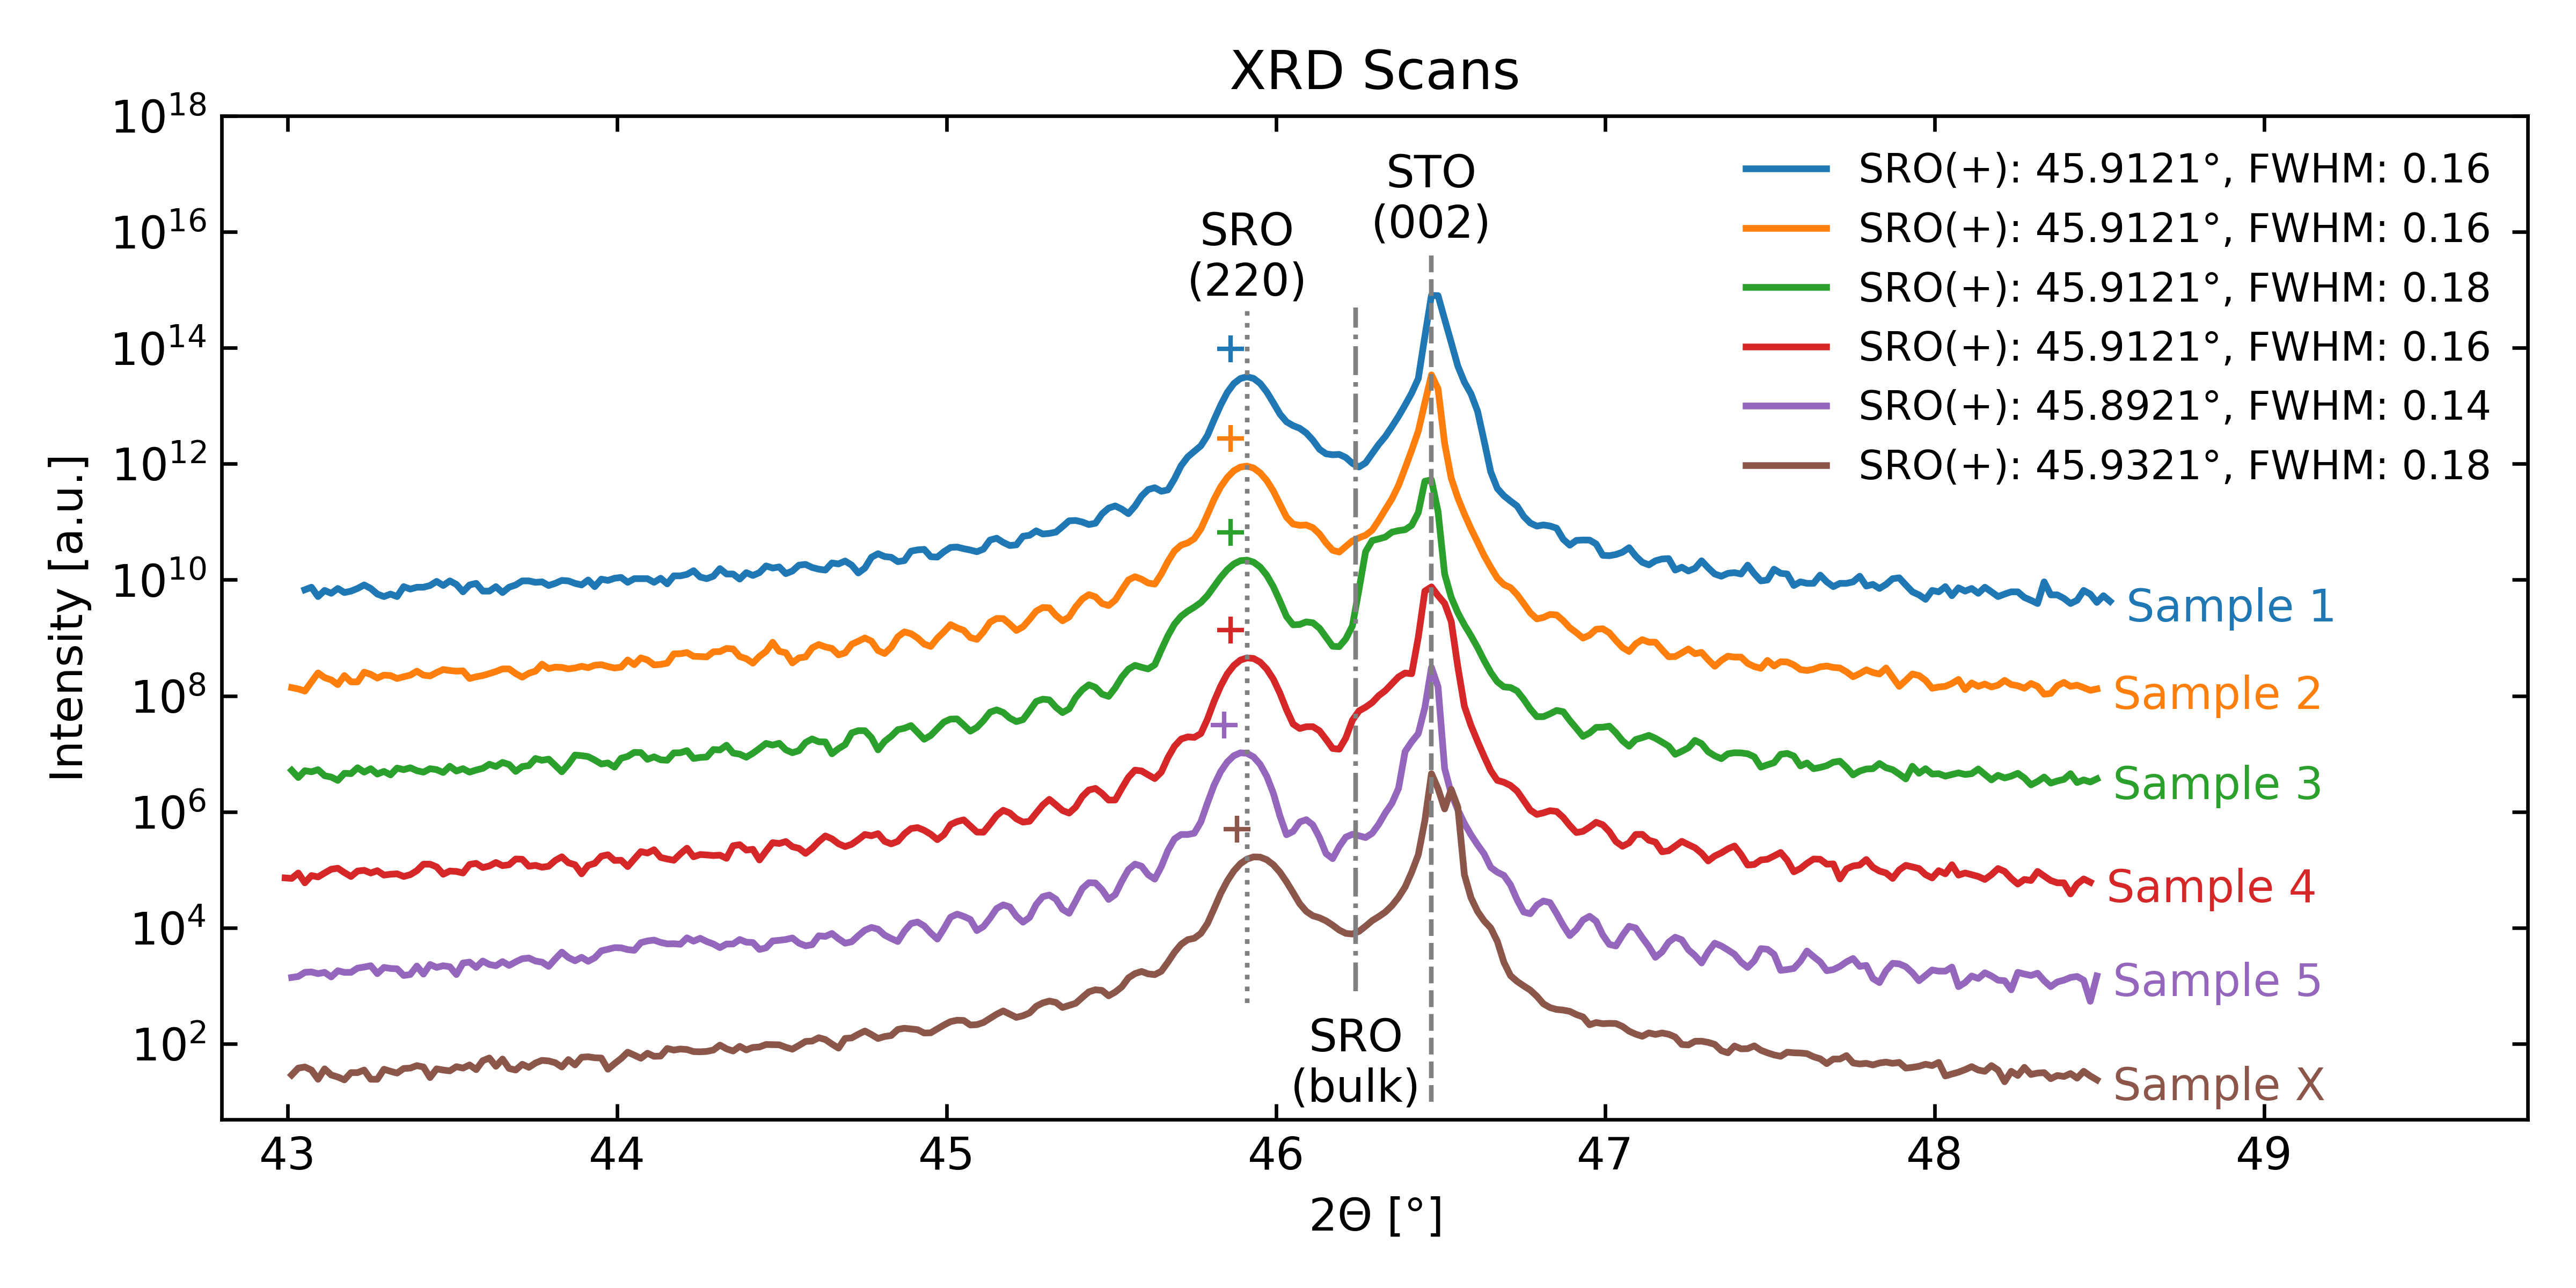 XRD Scans
Intensity [a.u.]
10^18
10^16
10^14
10^12
10^10
10^8
10^6
10^4
10^2
SRO
(220)
STO
(002)
SRO
(bulk)
SRO(+): 45.9121°, FWHM: 0.16
SRO(+): 45.9121°, FWHM: 0.16
SRO(+): 45.9121°, FWHM: 0.18
SRO(+): 45.9121°, FWHM: 0.16
SRO(+): 45.8921°, FWHM: 0.14
SRO(+): 45.9321°, FWHM: 0.18
Sample 1
Sample 2
Sample 3
Sample 4
Sample 5
Sample X
43 44 45 46 47 48 49
2Θ [°]